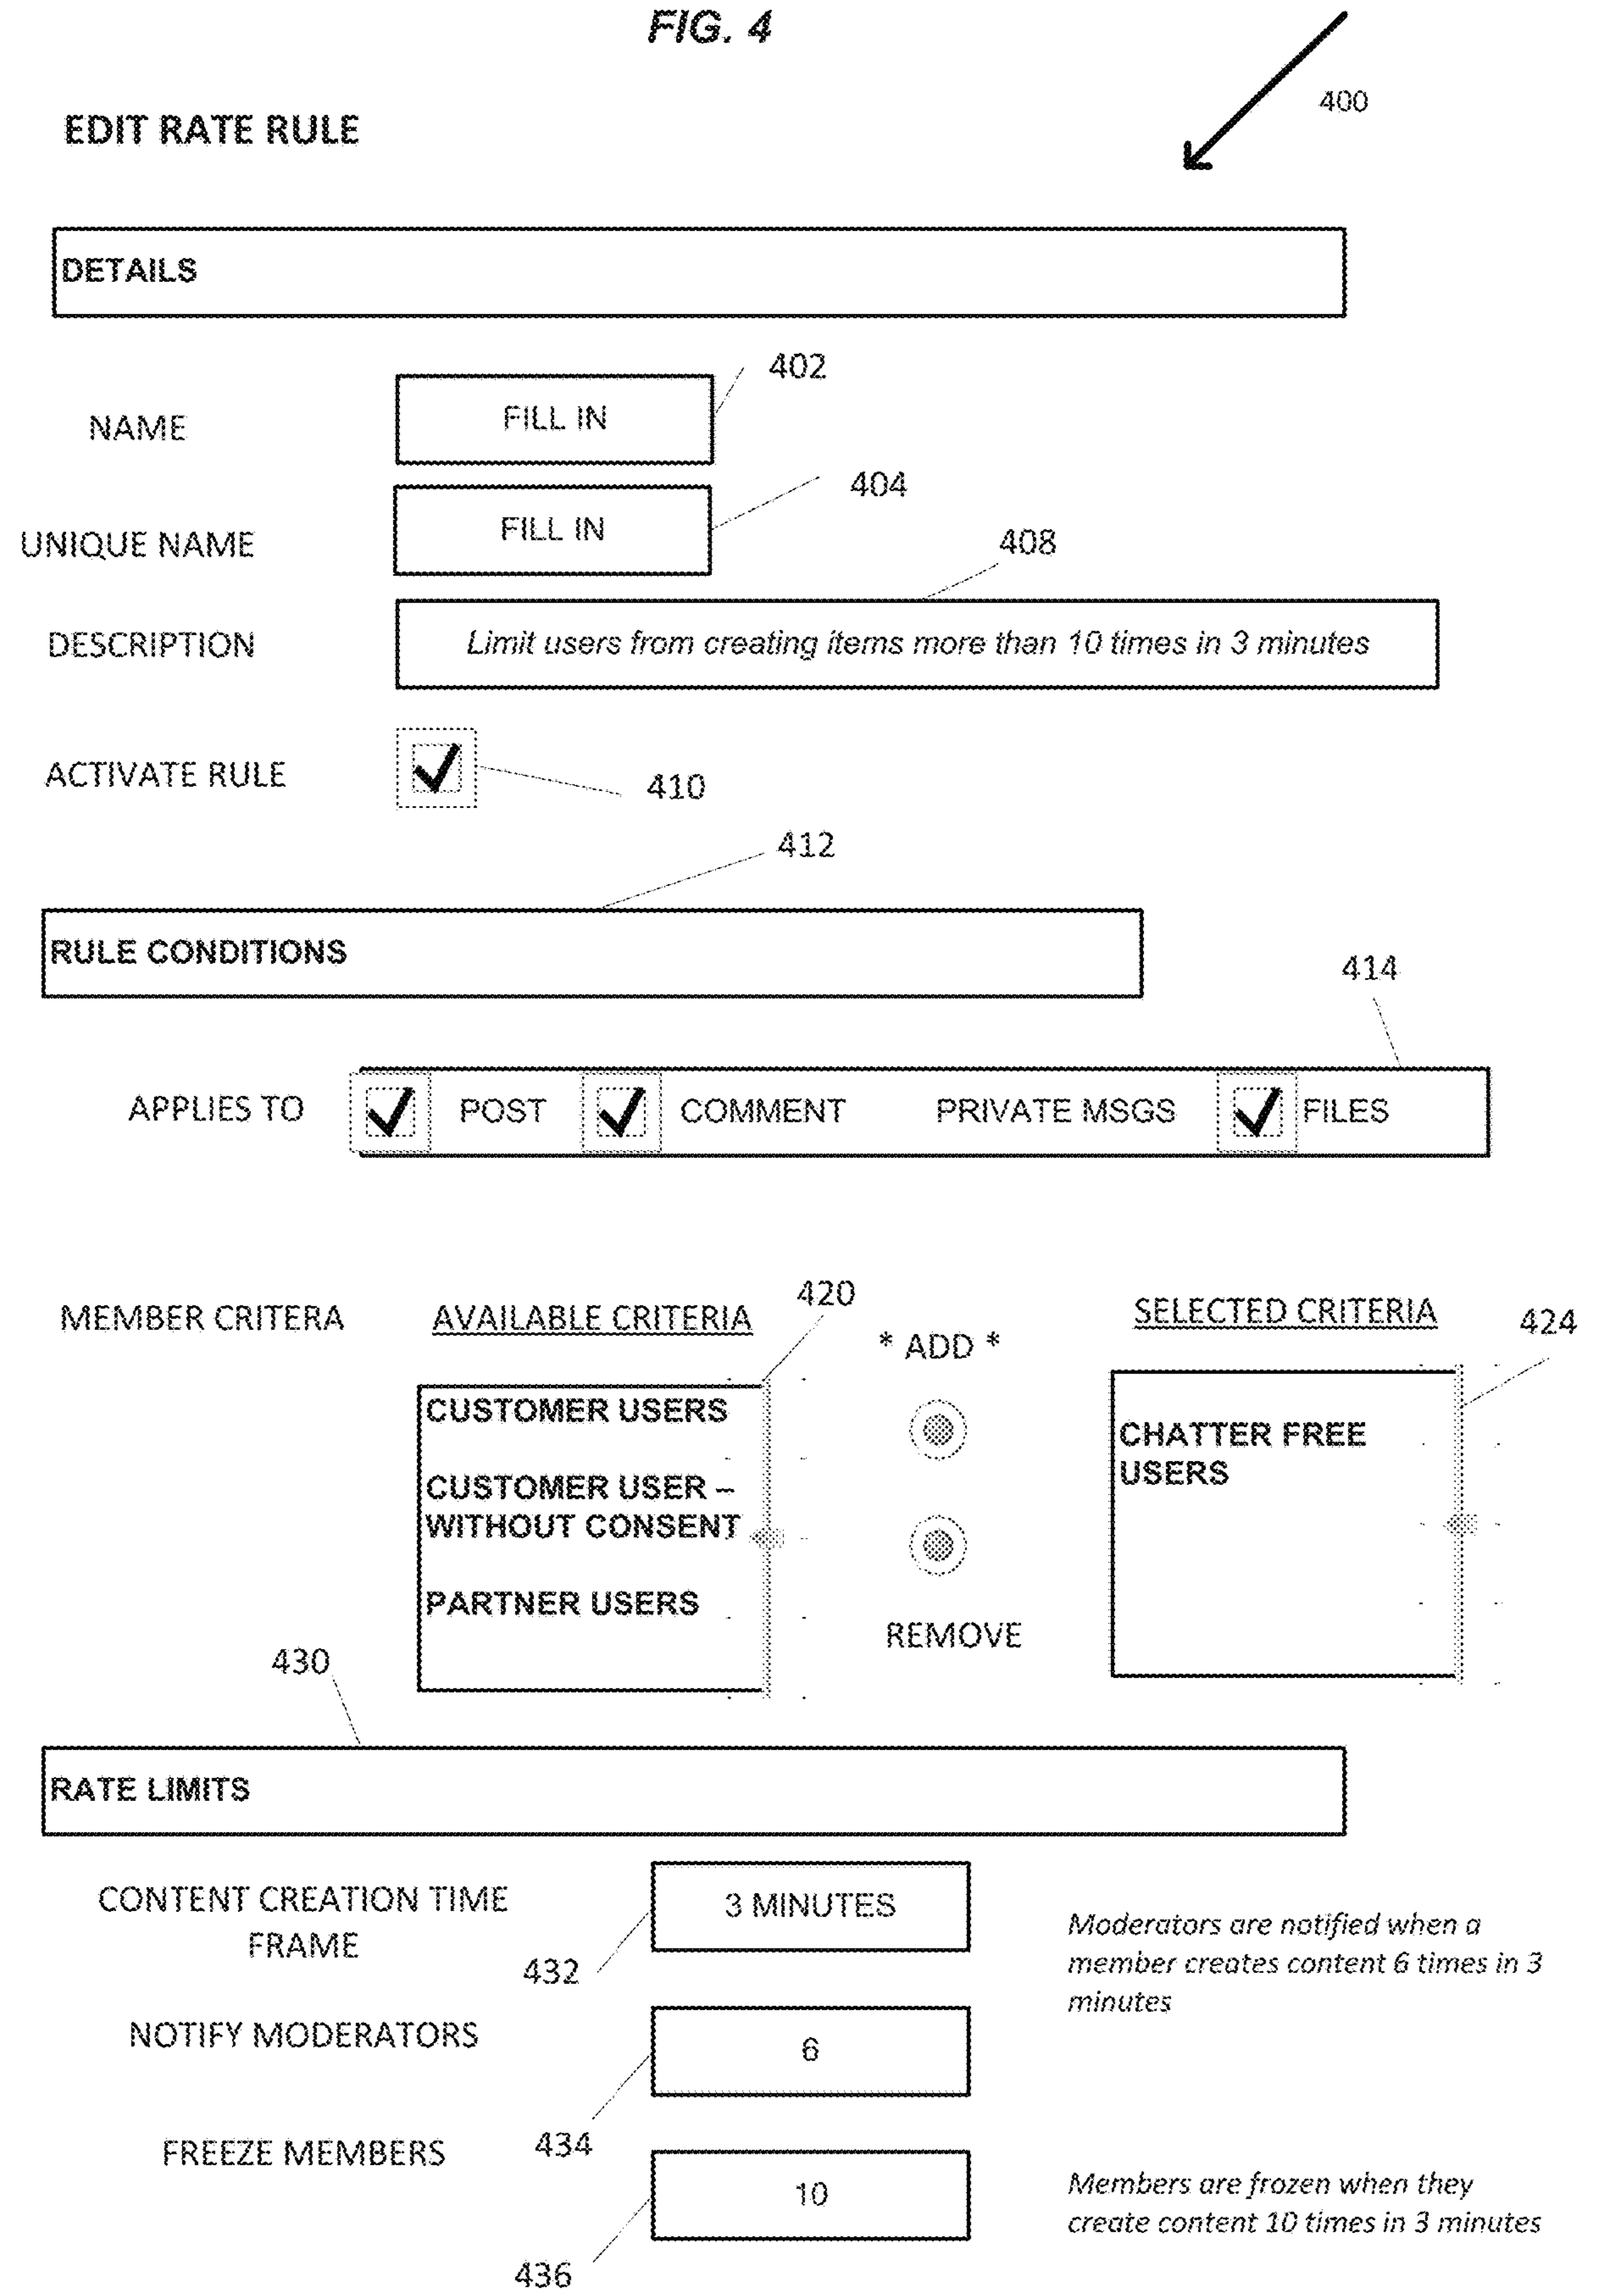 FIG. 4
400
EDIT RATE RULE
DETAILS
402
NAME
FILL IN
404
UNIQUE NAME
FILL IN
408
DESCRIPTION
Limit users from creating items more than 10 times in 3 minutes
ACTIVATE RULE
410
412
RULE CONDITIONS
414
APPLIES TO POST COMMENT PRIVATE MSGS FILES
420
MEMBER CRITERA
AVAILABLE CRITERIA
* ADD *
SELECTED CRITERIA
424
CUSTOMER USERS
CUSTOMER USER –
WITHOUT CONSENT
PARTNER USERS
REMOVE
CHATTER FREE
USERS
430
RATE LIMITS
CONTENT CREATION TIME
FRAME
3 MINUTES
432
Moderators are notified when a
member creates content 6 times in 3
minutes
NOTIFY MODERATORS
6
434
FREEZE MEMBERS
10
436
Members are frozen when they
create content 10 times in 3 minutes